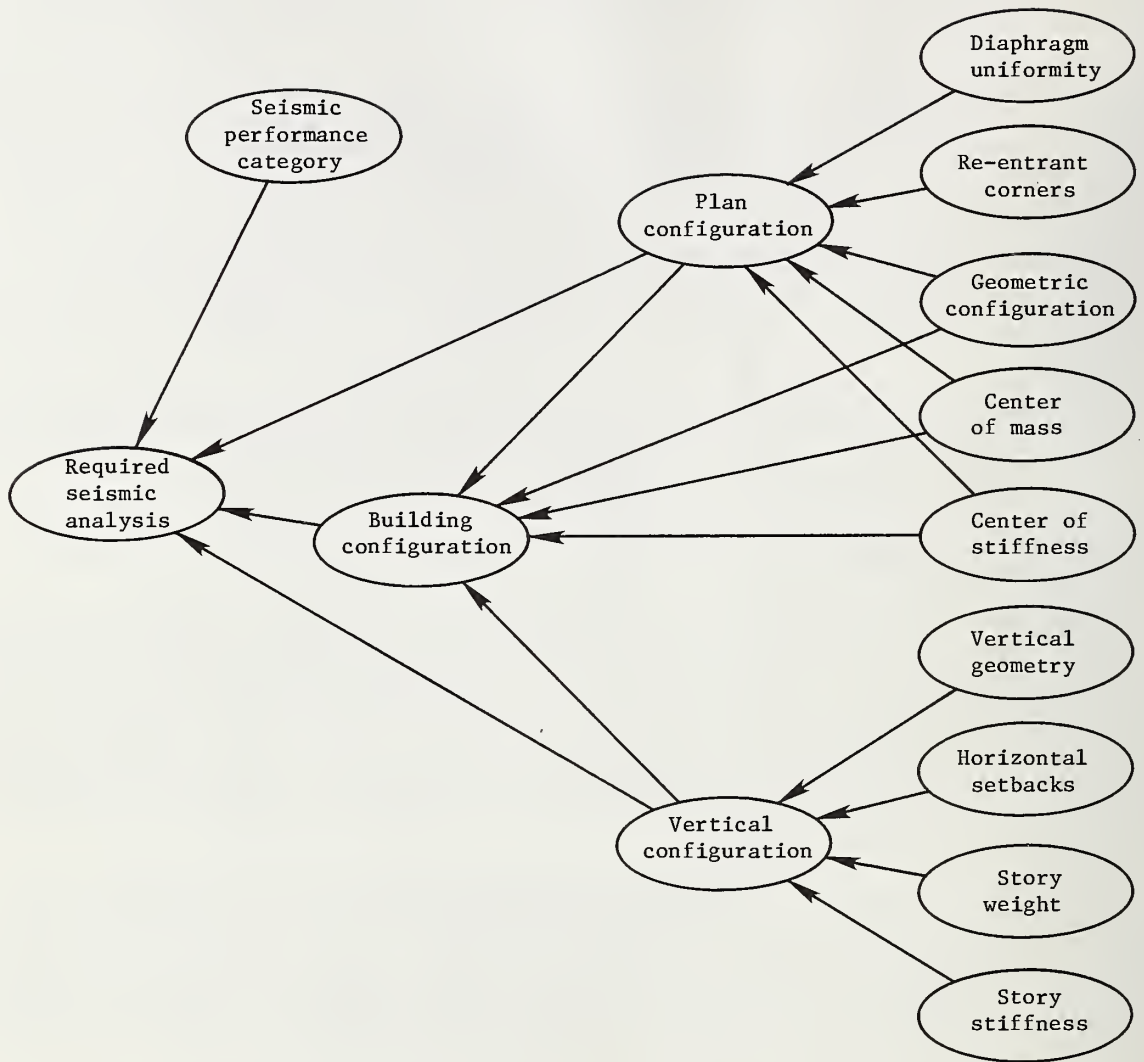 Diaphragm
uniformity
Seismic
performance
category
Re-entrant
corners
Plan
configuration
Geometric
configuration
Center
of mass
Required
seismic
analysis
Building
configuration
Center of
stiffness
Vertical
geometry
Horizontal
setbacks
Vertical
configuration
Story
weight
Story
stiffness